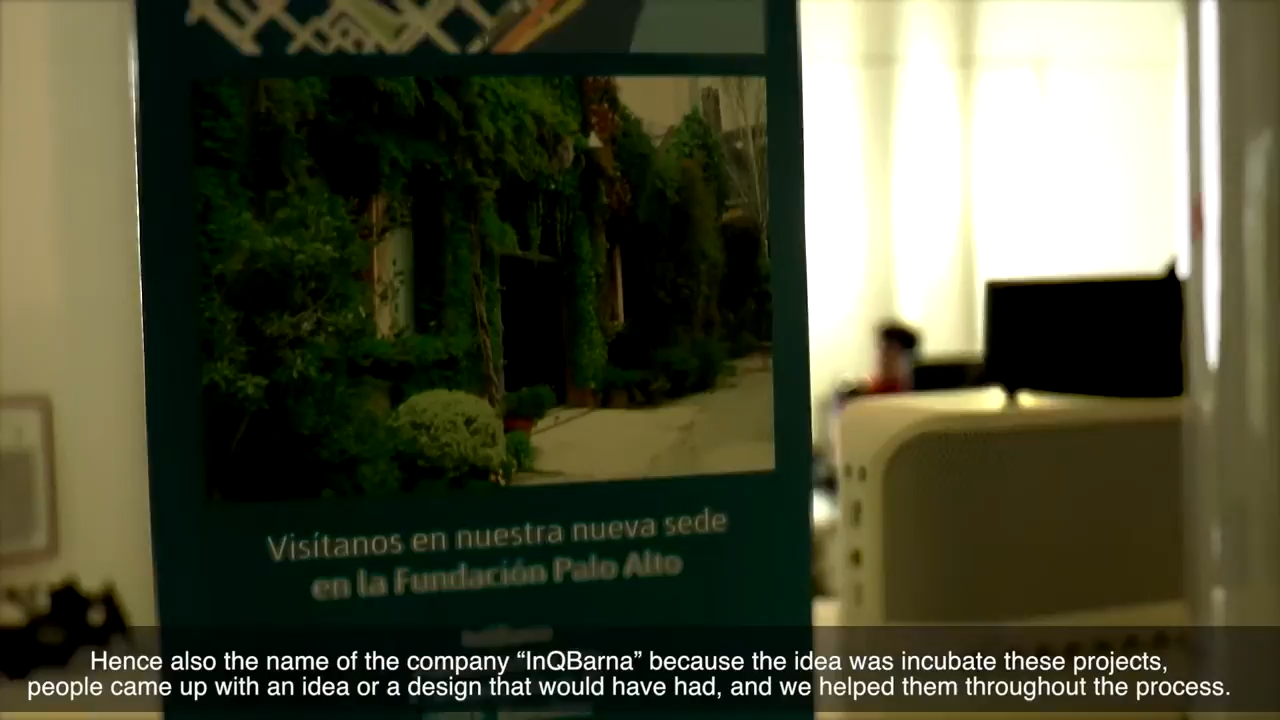 Visítanos en nuestra nueva sede
en la Fundación Palo Alto
Hence also the name of the company “InQBarna” because the idea was incubate these projects,
people came up with an idea or a design that would have had, and we helped them throughout the process.